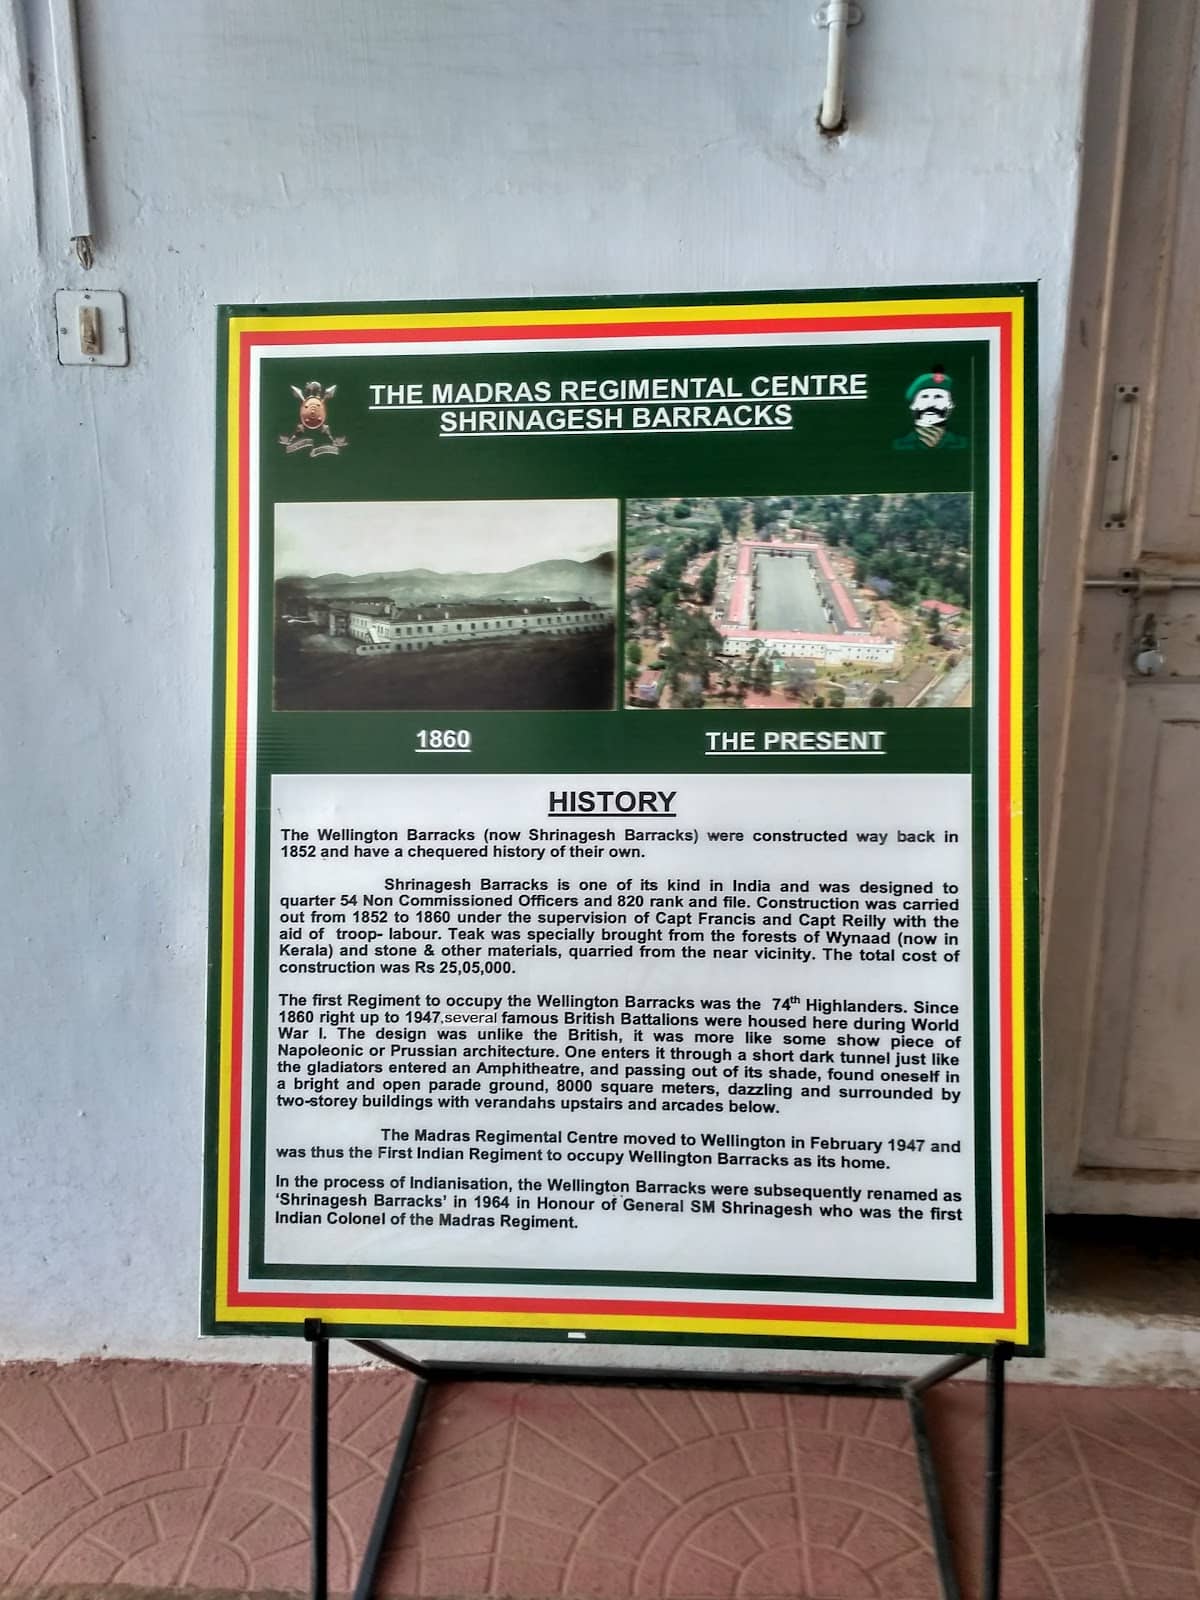 THE MADRAS REGIMENTAL CENTRE
SHRINAGESH BARRACKS
1860
THE PRESENT
HISTORY
The Wellington Barracks (now Shrinagesh Barracks) were constructed way back in
1852 and have a chequered history of their own.
Shrinagesh Barracks is one of its kind in India and was designed to
quarter 54 Non Commissioned Officers and 820 rank and file. Construction was carried
out from 1852 to 1860 under the supervision of Capt Francis and Capt Reilly with the
aid of troop- labour. Teak was specially brought from the forests of Wynaad (now in
Kerala) and stone & other materials, quarried from the near vicinity. The total cost of
construction was Rs 25,05,000.
The first Regiment to occupy the Wellington Barracks was the 74th Highlanders. Since
1860 right up to 1947,several famous British Battalions were housed here during World
War I. The design was unlike the British, it was more like some show piece of
Napoleonic or Prussian architecture. One enters it through a short dark tunnel just like
the gladiators entered an Amphitheatre, and passing out of its shade, found oneself in
a bright and open parade ground, 8000 square meters, dazzling and surrounded by
two-storey buildings with verandahs upstairs and arcades below.
The Madras Regimental Centre moved to Wellington in February 1947 and
was thus the First Indian Regiment to occupy Wellington Barracks as its home.
In the process of Indianisation, the Wellington Barracks were subsequently renamed as
‘Shrinagesh Barracks’ in 1964 in Honour of General SM Shrinagesh who was the first
Indian Colonel of the Madras Regiment.